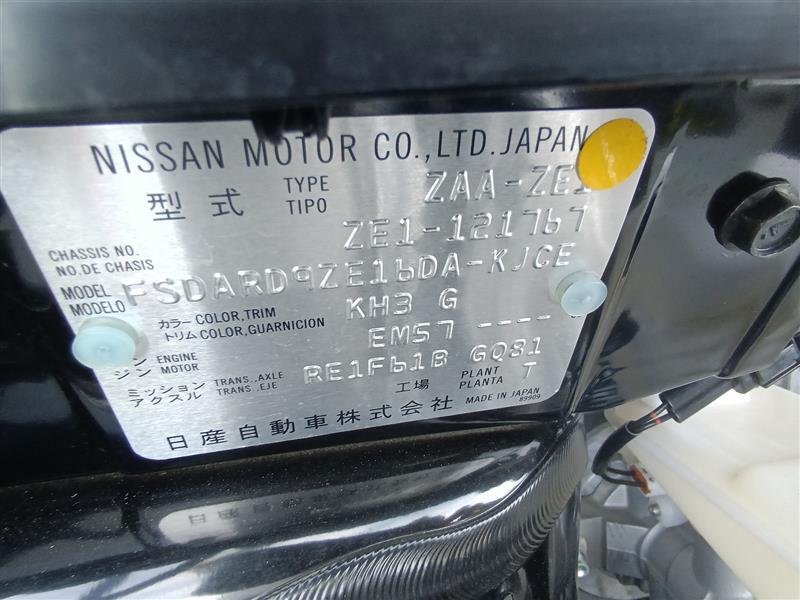 NISSAN MOTOR CO.,LTD.JAPAN
型式 TYPE TIPO ZAA-ZE1
CHASSIS NO. NO.DE CHASIS ZE1-121767
MODEL MODELO FSDARD9ZE16DA-KJCE
カラー COLOR,TRIM トリム COLOR,GUARNICION KH3 G
ジン ENGINE MOTOR EM57 ----
ミッション アクスル TRANS.,AXLE TRANS.,EJE RE1F61B GQ81
工場 PLANT PLANTA T
日産自動車株式会社 MADE IN JAPAN
89909